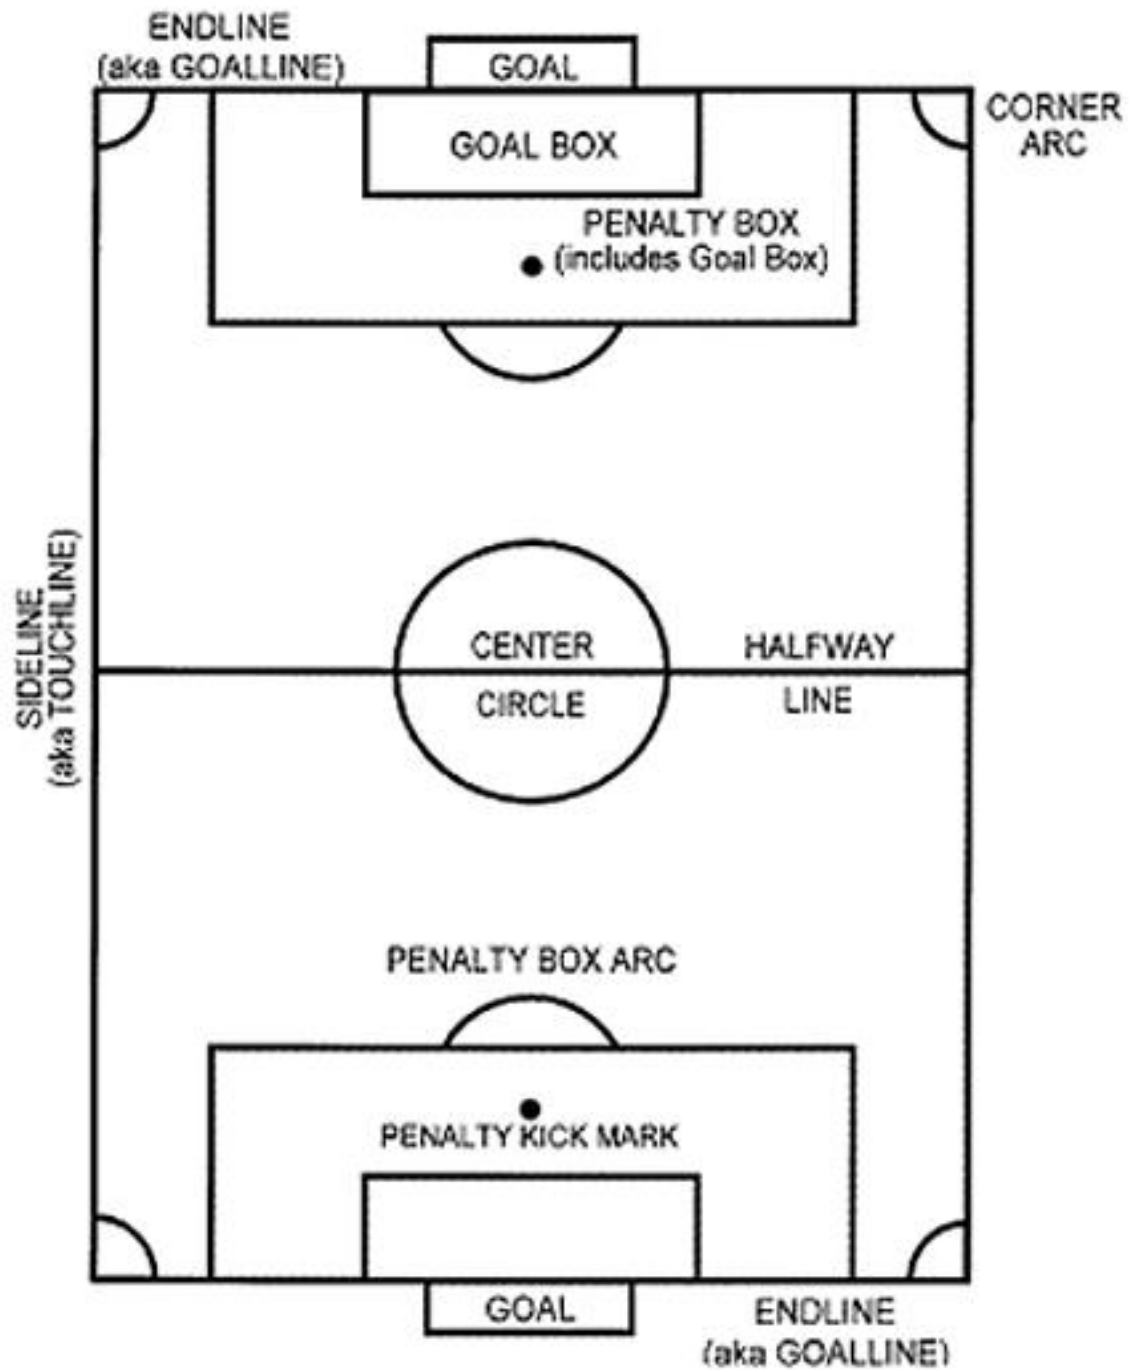 ENDLINE
(aka GOALLINE)
GOAL
CORNER
ARC
GOAL BOX
PENALTY BOX
(includes Goal Box)
SIDELINE
(aka TOUCHLINE)
CENTER
CIRCLE
HALFWAY
LINE
PENALTY BOX ARC
PENALTY KICK MARK
GOAL
ENDLINE
(aka GOALLINE)